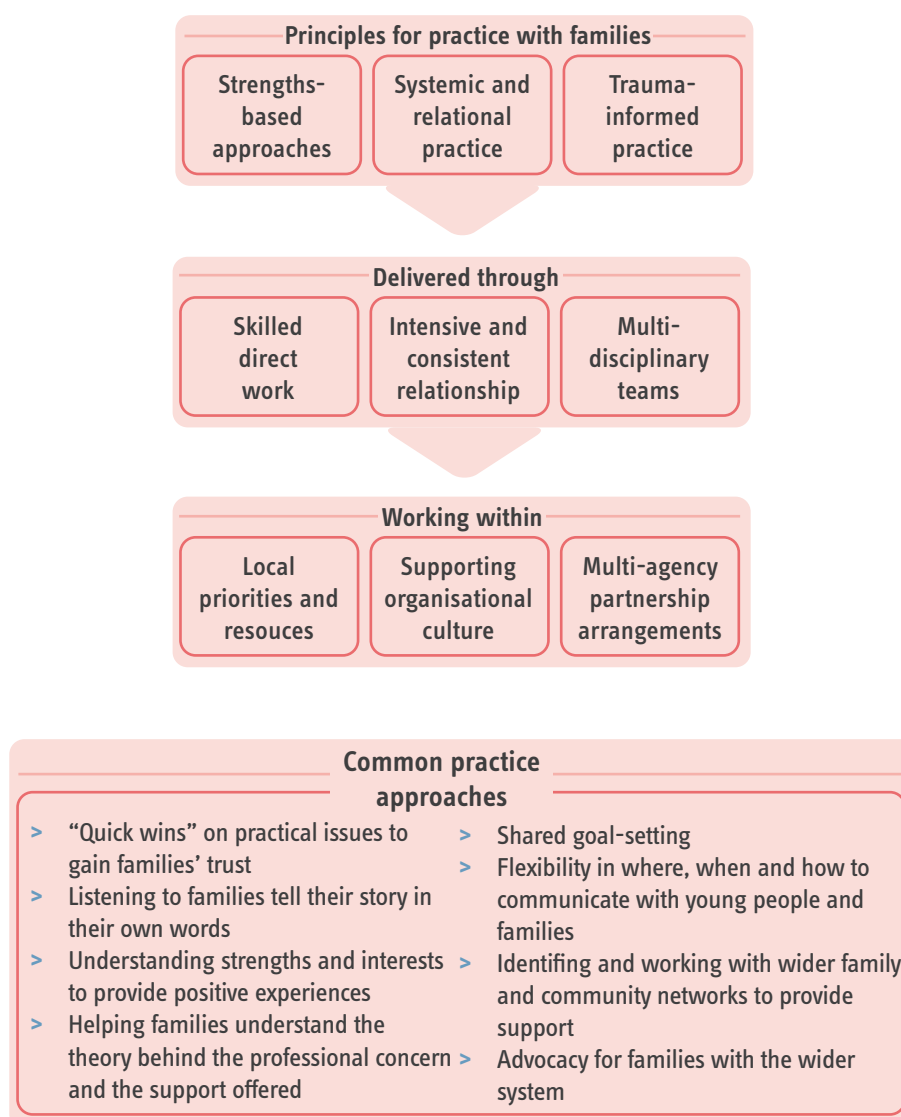 Principles for practice with families
Strengths-
based
approaches
Systemic and
relational
practice
Trauma-
informed
practice
Delivered through
Skilled
direct
work
Intensive and
consistent
relationship
Multi-
disciplinary
teams
Working within
Local
priorities and
resouces
Supporting
organisational
culture
Multi-agency
partnership
arrangements
Common practice
approaches
> “Quick wins” on practical issues to
gain families’ trust
> Listening to families tell their story in
their own words
> Understanding strengths and interests
to provide positive experiences
> Helping families understand the
theory behind the professional concern
and the support offered
> Shared goal-setting
> Flexibility in where, when and how to
communicate with young people and
families
> Identifing and working with wider family
and community networks to provide
support
> Advocacy for families with the wider
system